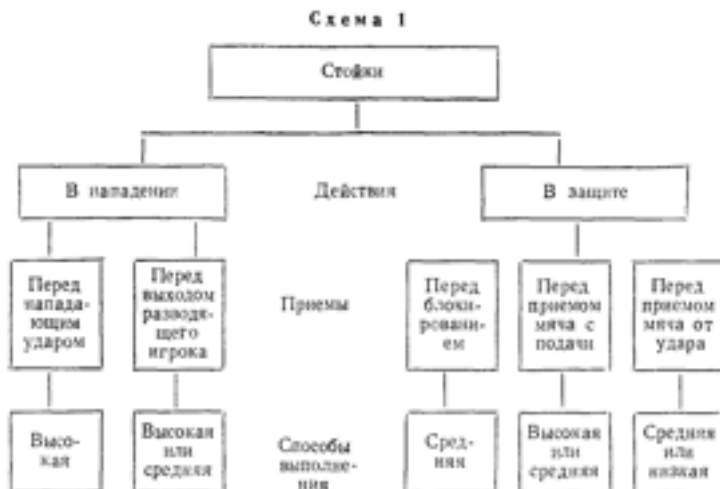 Схема 1
Стойки
В нападении
Действия
В защите
Перед
нападаю-
ющим
ударом
Перед
выходом
разводя-
щего
игрока
Приемы
Перед
блоки-
ровани-
ем
Перед
приемом
мяча с
подачи
Перед
приемом
мяча от
удара
Высо-
кая
Высокая
или
средняя
Способы
выполне-
ния
Сред-
няя
Высокая
или
средняя
Средняя
или
низкая